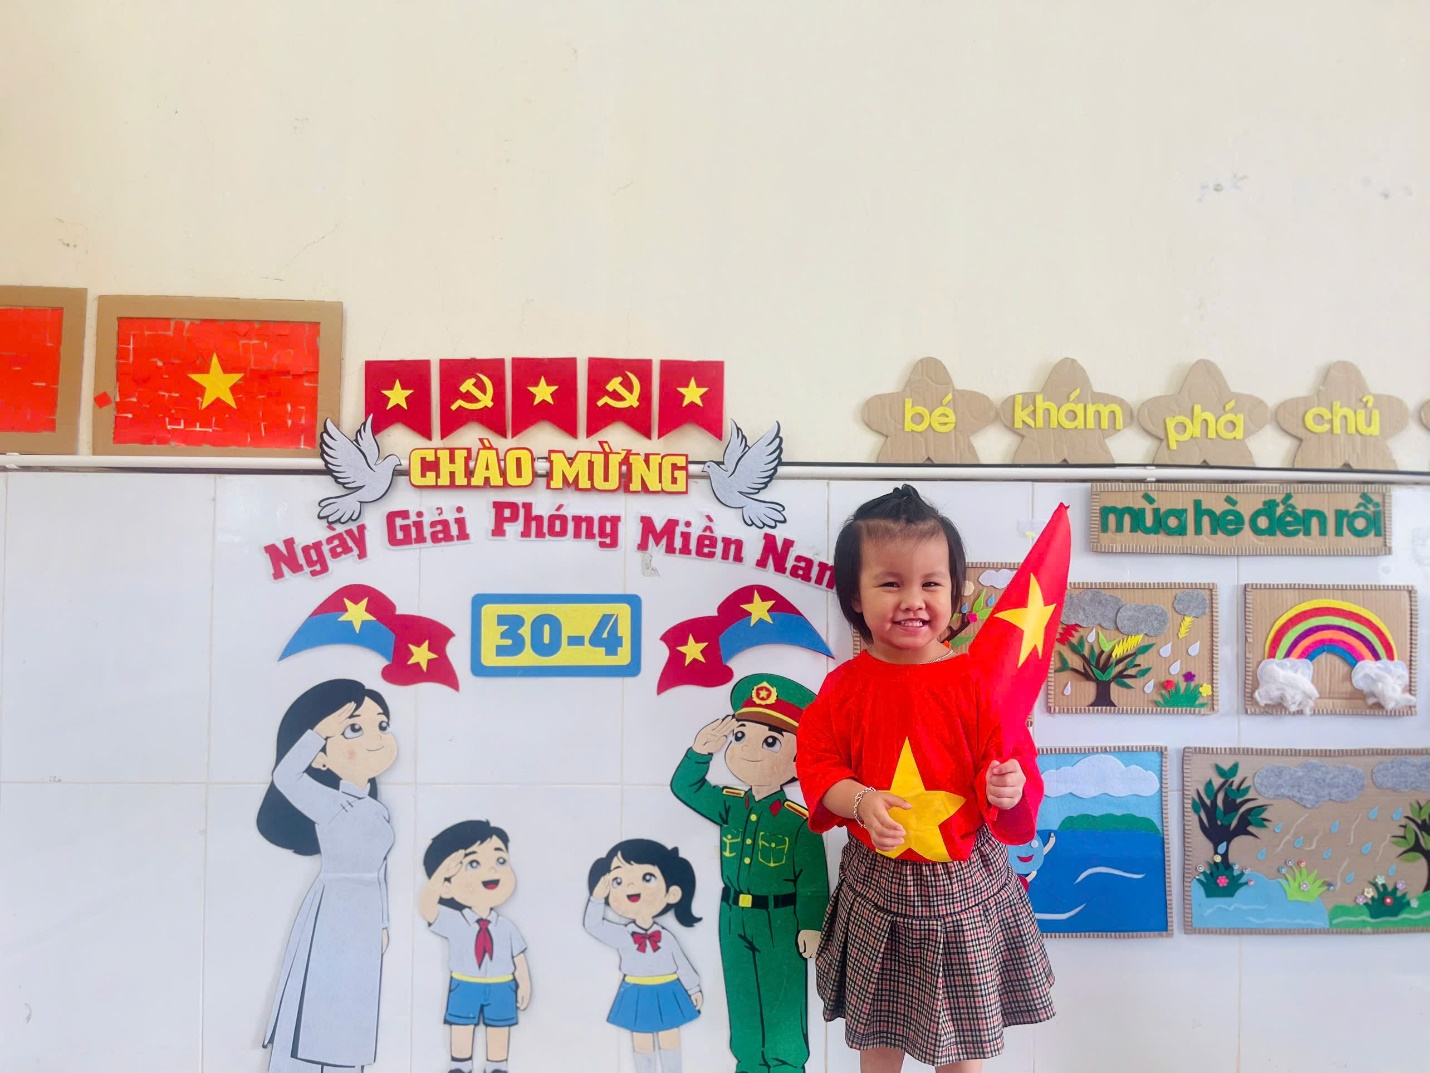 CHÀO MỪNG
Ngày Giải Phóng Miền Nam
30-4
bé khám phá chủ
mùa hè đến rồi